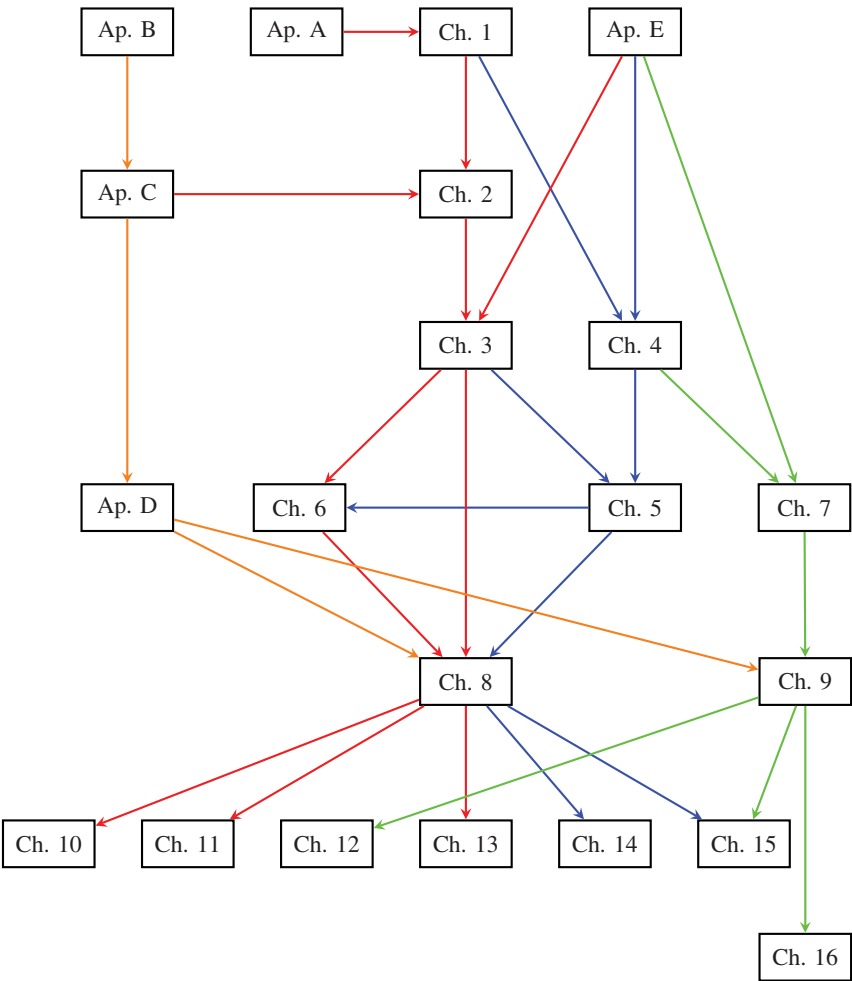 Ap. B
Ap. A
Ch. 1
Ap. E
Ap. C
Ch. 2
Ch. 3
Ch. 4
Ap. D
Ch. 6
Ch. 5
Ch. 7
Ch. 8
Ch. 9
Ch. 10
Ch. 11
Ch. 12
Ch. 13
Ch. 14
Ch. 15
Ch. 16